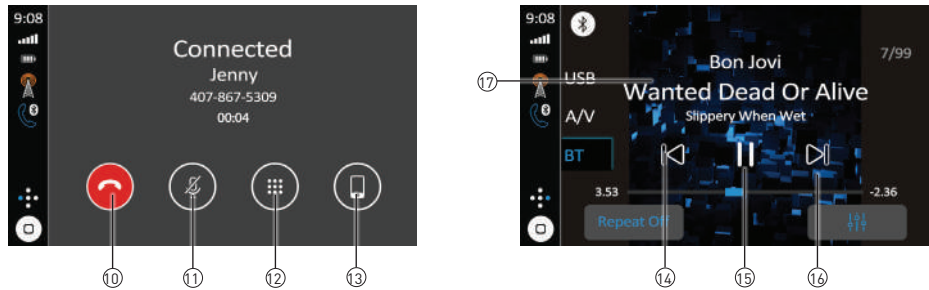 9:08
Connected
Jenny
407-867-5309
00:04
10
11
12
13
9:08
7/99
Bon Jovi
17
USB
Wanted Dead Or Alive
A/V
Slippery When Wet
BT
3.53
-2.36
Repeat Off
14
15
16